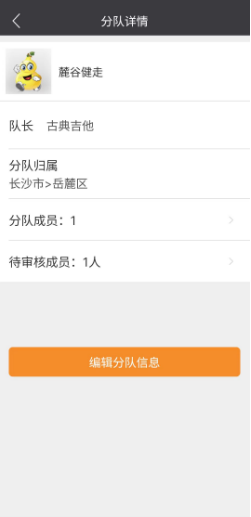 分队详情
麓谷健走
队长 古典吉他
分队归属
长沙市>岳麓区
分队成员：1
待审核成员：1人
编辑分队信息